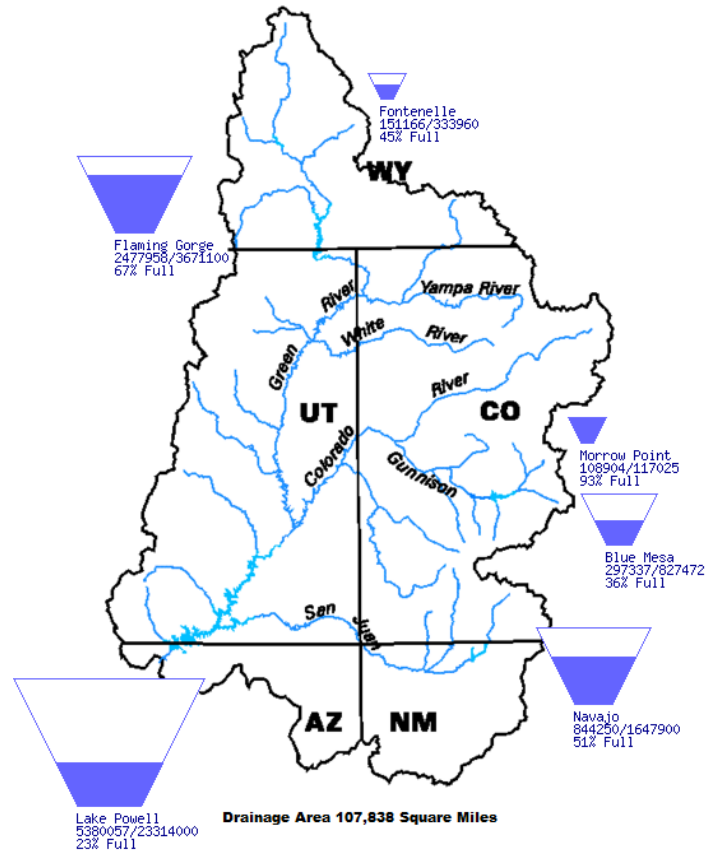 Fontenelle
151166/333960
45% Full
WY
Flaming Gorge
2477958/3671100
67% Full
River
Yampa River
White
River
Green
River
UT
CO
Colorado
Gunnison
Morrow Point
108904/117025
93% Full
Blue Mesa
297337/827472
36% Full
San
Juan
AZ
NM
Navajo
844250/1647900
51% Full
Lake Powell
5380057/23314000
23% Full
Drainage Area 107,838 Square Miles